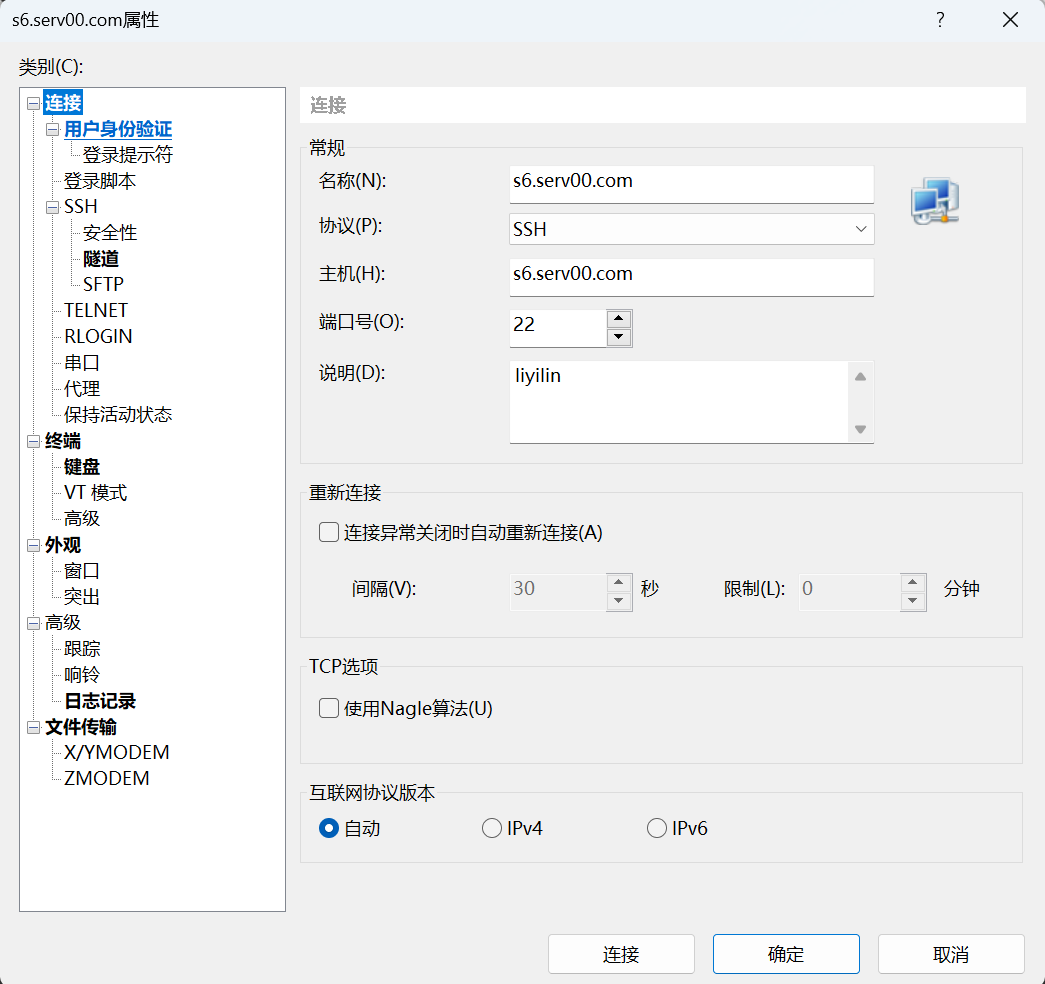 s6.serv00.com属性
类别(C):
连接
用户身份验证
登录提示符
登录脚本
SSH
安全性
隧道
SFTP
TELNET
RLOGIN
串口
代理
保持活动状态
终端
键盘
VT 模式
高级
外观
窗口
突出
高级
跟踪
响铃
日志记录
文件传输
X/YMODEM
ZMODEM
连接
常规
名称(N): s6.serv00.com
协议(P): SSH
主机(H): s6.serv00.com
端口号(O): 22
说明(D): liyilin
重新连接
连接异常关闭时自动重新连接(A)
间隔(V): 30 秒 限制(L): 0 分钟
TCP选项
使用Nagle算法(U)
互联网协议版本
自动 IPv4 IPv6
连接 确定 取消